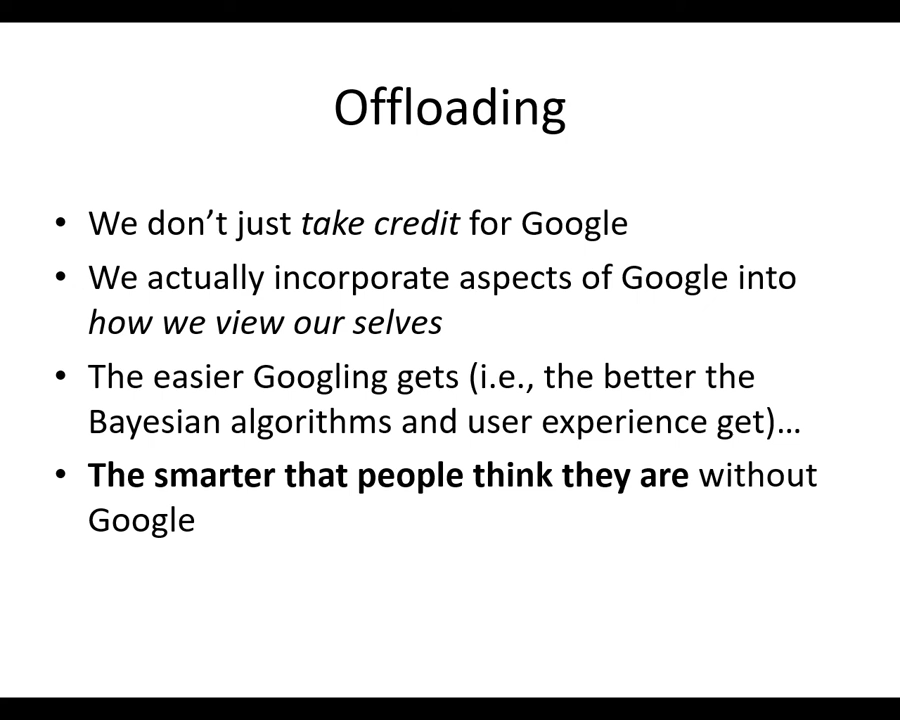 Offloading
• We don’t just take credit for Google
• We actually incorporate aspects of Google into
how we view our selves
• The easier Googling gets (i.e., the better the
Bayesian algorithms and user experience get)…
• The smarter that people think they are without
Google